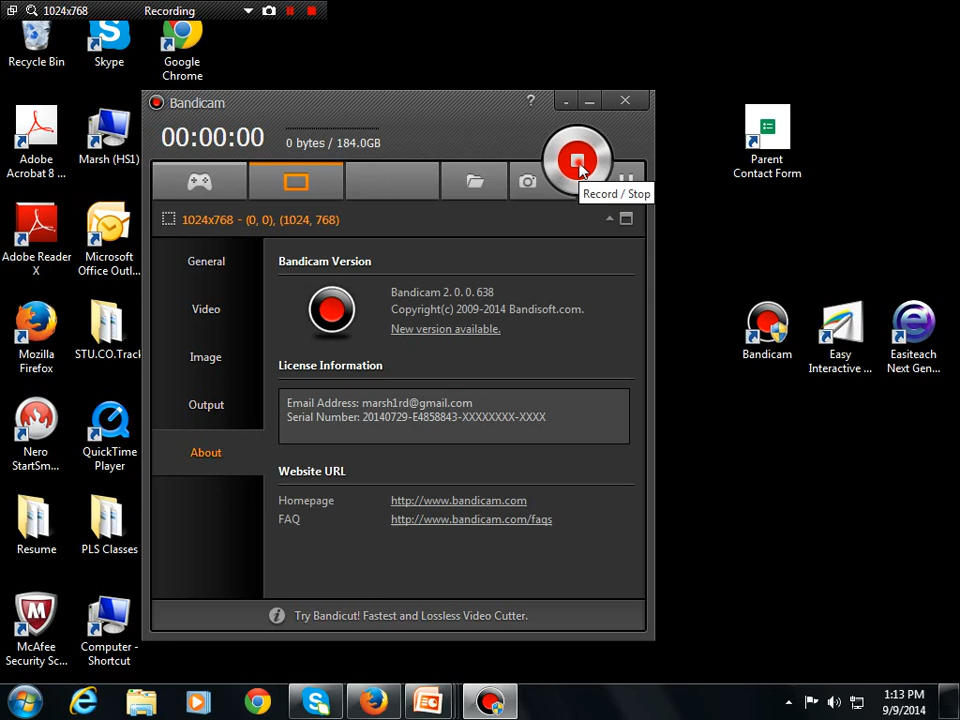 1024x768 Recording
Recycle Bin
Skype
Google
Chrome
Bandicam
?
00:00:00
0 bytes / 184.0GB
Record / Stop
1024x768 - (0, 0), (1024, 768)
Adobe
Acrobat 8 ...
Marsh (HS1)
Parent
Contact Form
Adobe Reader
X
Microsoft
Office Outl...
General
Video
Image
Output
About
Bandicam Version
Bandicam 2. 0. 0. 638
Copyright(c) 2009-2014 Bandisoft.com.
New version available.
License Information
Email Address: marsh1rd@gmail.com
Serial Number: 20140729-E4858843-XXXXXXXX-XXXX
Website URL
Homepage http://www.bandicam.com
FAQ http://www.bandicam.com/faqs
Try Bandicut! Fastest and Lossless Video Cutter.
Mozilla
Firefox
STU.CO.Track
Bandicam
Easy
Interactive ...
Easiteach
Next Gen...
Nero
StartSm...
QuickTime
Player
Resume
PLS Classes
McAfee
Security Sc...
Computer -
Shortcut
1:13 PM
9/9/2014